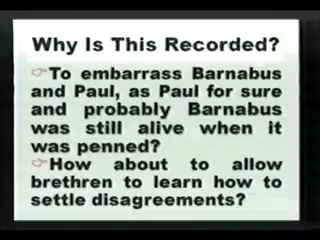 Why Is This Recorded?
To embarrass Barnabus
and Paul, as Paul for sure
and probably Barnabus
was still alive when it
was penned?
How about to allow
brethren to learn how to
settle disagreements?